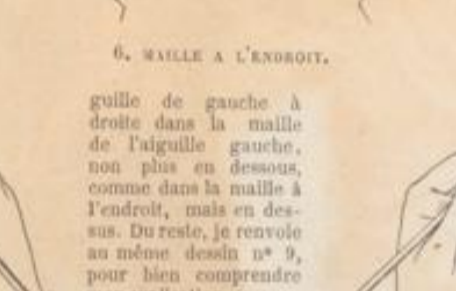 6. MAILLE A L'ENDROIT.
guille de gauche à
droite dans la maille
de l'aiguille gauche,
non plus en dessous,
comme dans la maille à
l'endroit, mais en des-
sus. Du reste, je renvoie
au même dessin n° 9,
pour bien comprendre